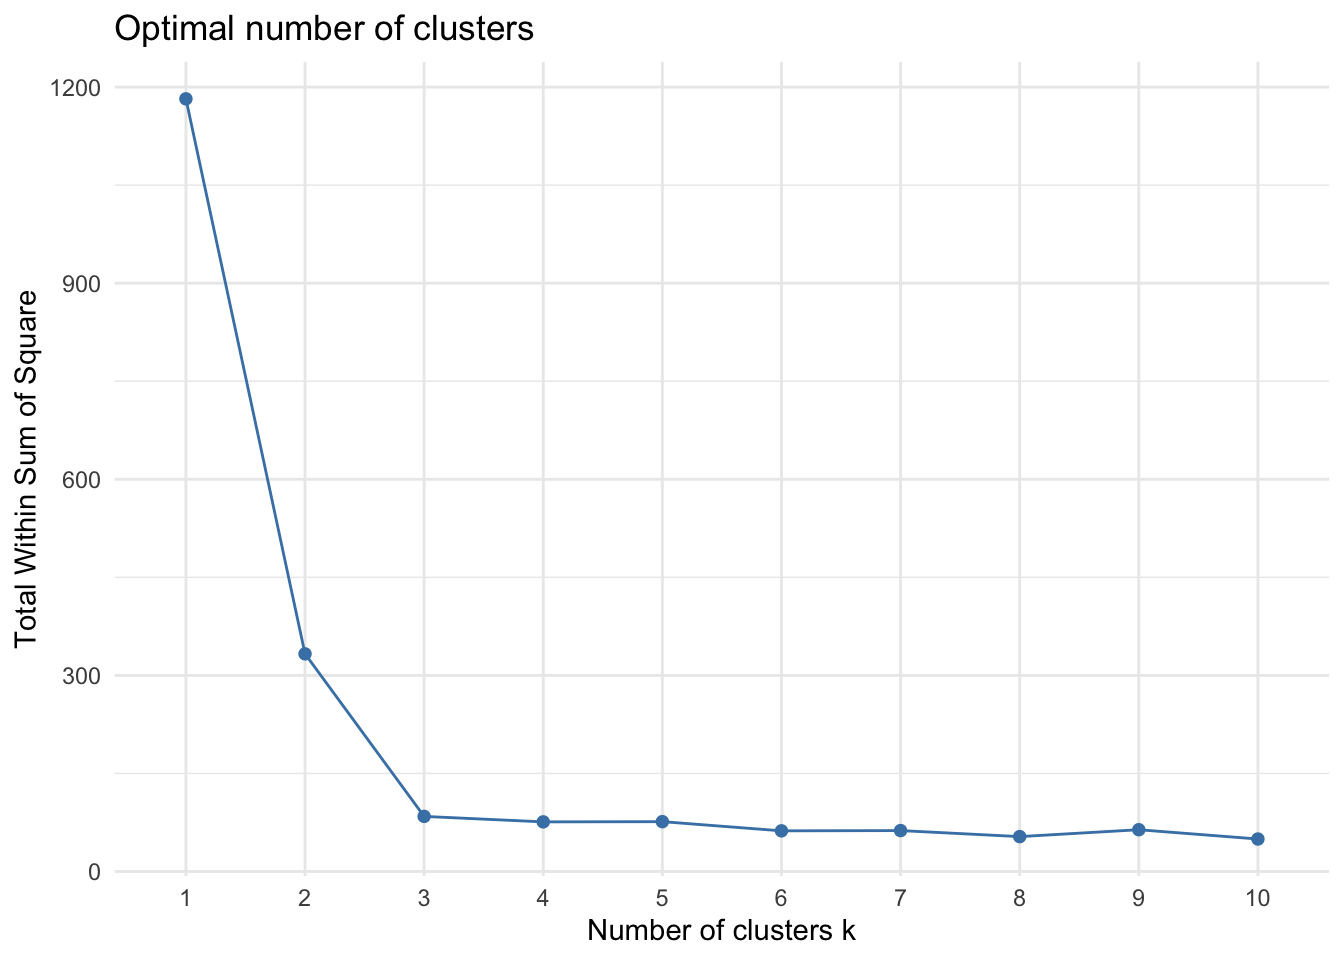 Optimal number of clusters
Total Within Sum of Square
1200
900
600
300
0
1 2 3 4 5 6 7 8 9 10
Number of clusters k